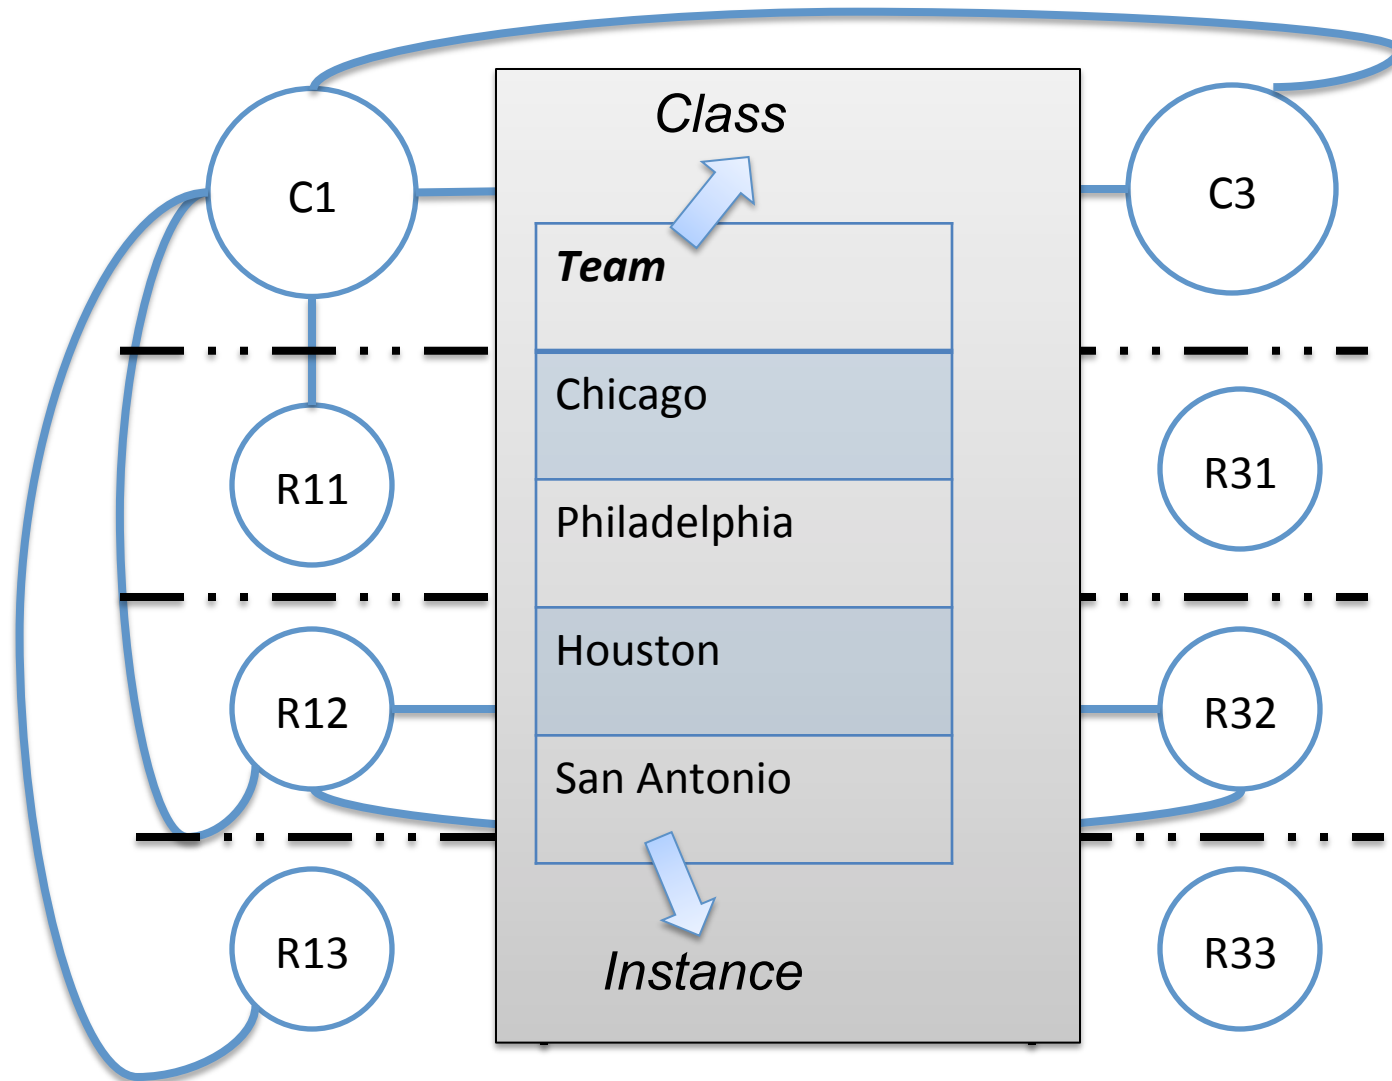 Class
C1
C3
Team
Chicago
R11
R31
Philadelphia
Houston
R12
R32
San Antonio
R13
R33
Instance